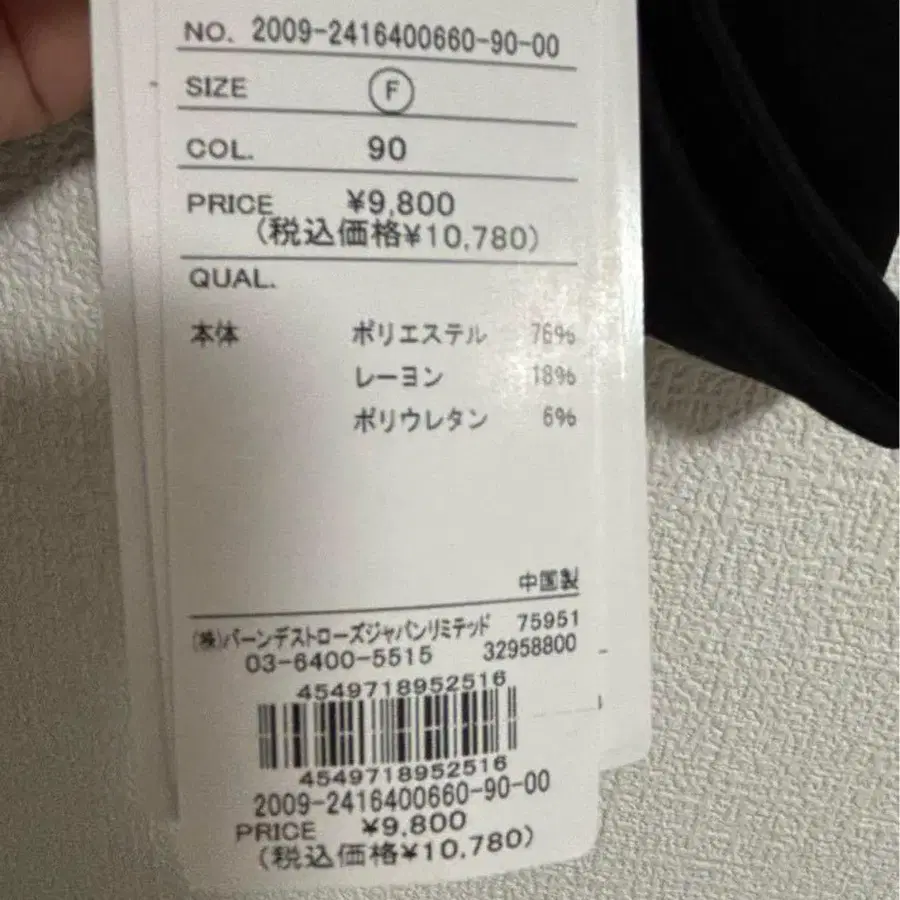 NO. 2009-2416400660-90-00
SIZE F
COL. 90
PRICE ¥9,800
(税込価格¥10,780)
QUAL.
本体 ポリエステル 76%
レーヨン 18%
ポリウレタン 6%
中国製
(株)バーンデストローズジャパンリミテッド 75951
03-6400-5515 32958800
4549718952516
4549718952516
2009-2416400660-90-00
PRICE ¥9,800
(税込価格¥10,780)